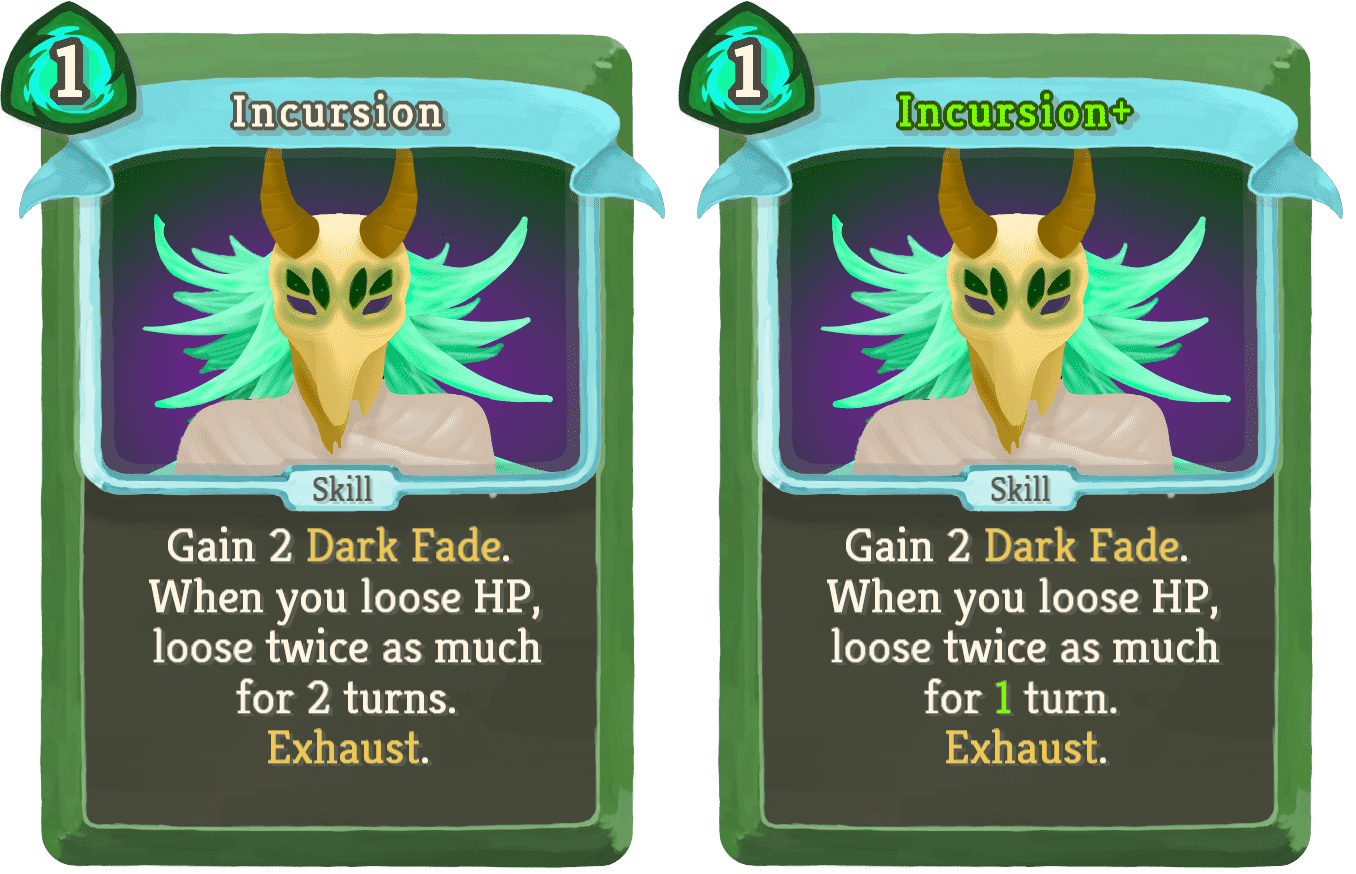 1
Incursion
Skill
Gain 2 Dark Fade.
When you loose HP,
loose twice as much
for 2 turns.
Exhaust.
1
Incursion+
Skill
Gain 2 Dark Fade.
When you loose HP,
loose twice as much
for 1 turn.
Exhaust.